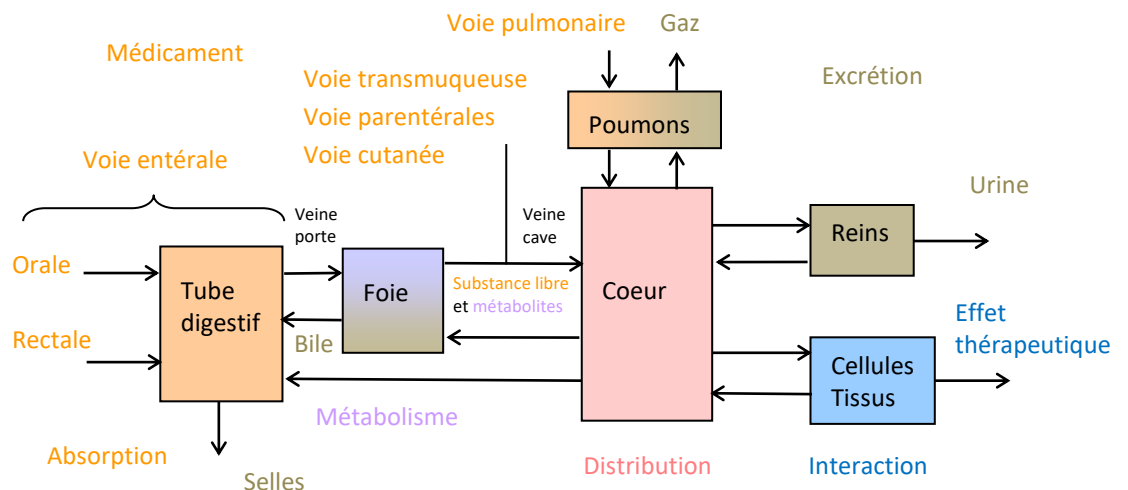 Voie pulmonaire
Gaz
Médicament
Voie transmuqueuse
Voie parentérales
Voie cutanée
Excrétion
Poumons
Voie entérale
Urine
Veine
porte
Veine
cave
Reins
Orale
Tube
digestif
Foie
Substance libre
et métabolites
Coeur
Rectale
Bile
Effet
thérapeutique
Cellules
Tissus
Métabolisme
Absorption
Selles
Distribution
Interaction